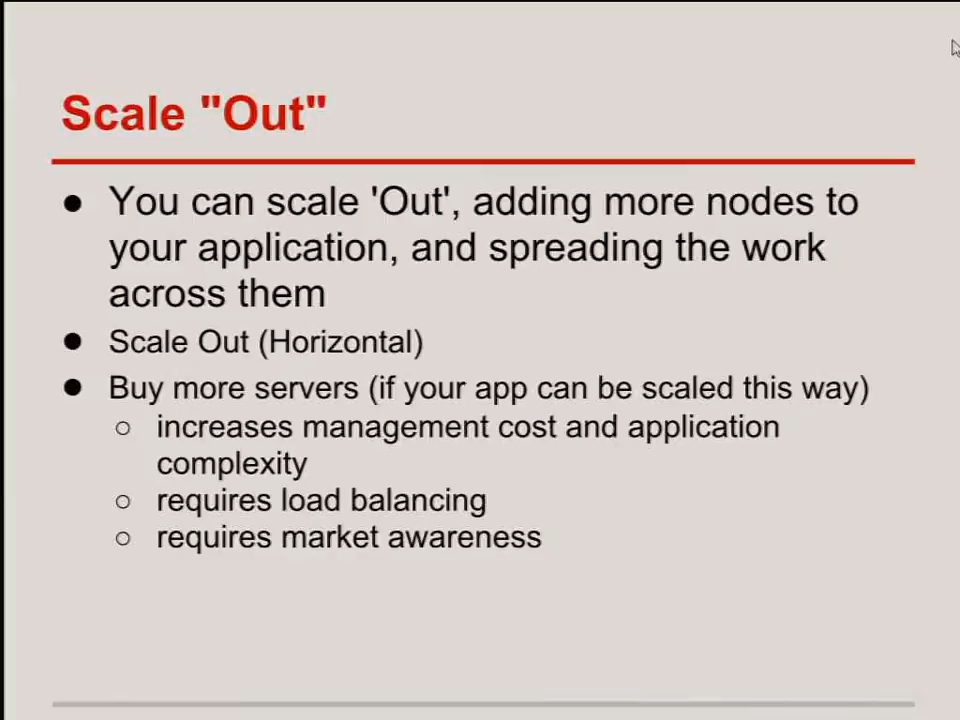 Scale "Out"
● You can scale 'Out', adding more nodes to
your application, and spreading the work
across them
● Scale Out (Horizontal)
● Buy more servers (if your app can be scaled this way)
○ increases management cost and application
complexity
○ requires load balancing
○ requires market awareness